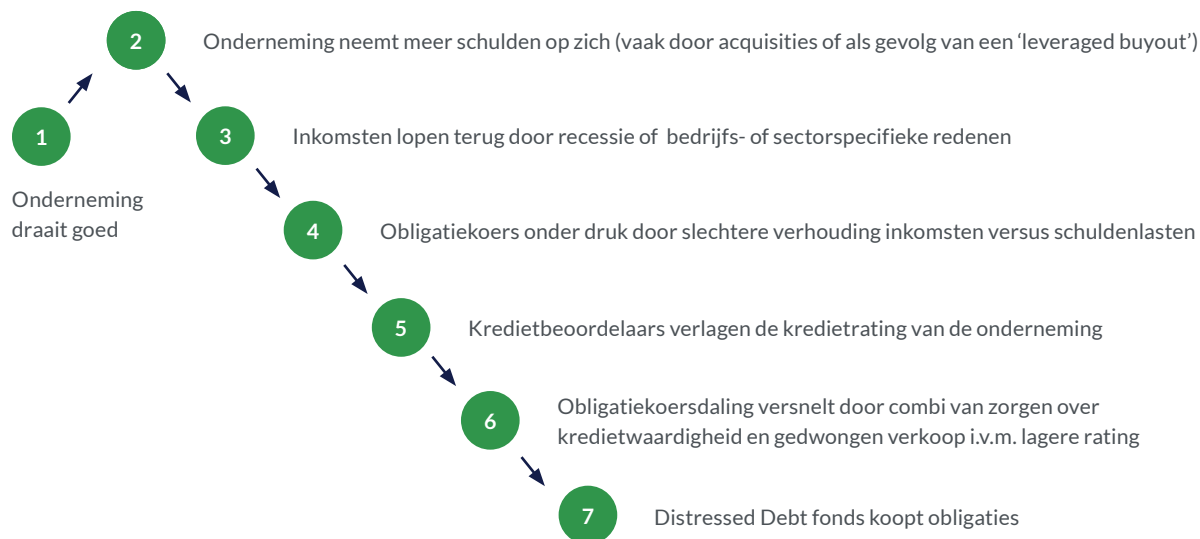 2
Onderneming neemt meer schulden op zich (vaak door acquisities of als gevolg van een ‘leveraged buyout’)
1
Onderneming
draait goed
3
Inkomsten lopen terug door recessie of bedrijfs- of sectorspecifieke redenen
4
Obligatiekoers onder druk door slechtere verhouding inkomsten versus schuldenlasten
5
Kredietbeoordelaars verlagen de kredietrating van de onderneming
6
Obligatiekoersdaling versnelt door combi van zorgen over
kredietwaardigheid en gedwongen verkoop i.v.m. lagere rating
7
Distressed Debt fonds koopt obligaties